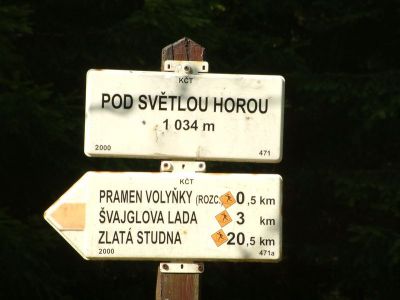 KČT
POD SVĚTLOU HOROU
1 034 m
2000 471
KČT
PRAMEN VOLYŇKY (ROZC.) 0,5 km
ŠVAJGLOVA LADA 3 km
ZLATÁ STUDNA 20,5 km
2000 471a